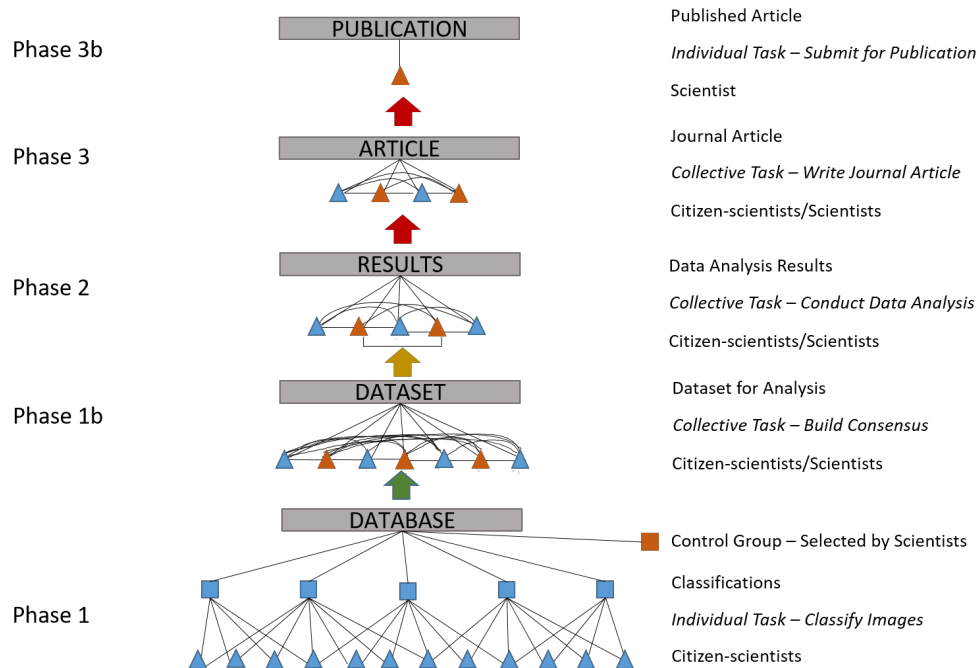 PUBLICATION
Published Article
Phase 3b
Individual Task – Submit for Publication
Scientist
ARTICLE
Journal Article
Phase 3
Collective Task – Write Journal Article
Citizen-scientists/Scientists
RESULTS
Data Analysis Results
Phase 2
Collective Task – Conduct Data Analysis
Citizen-scientists/Scientists
DATASET
Dataset for Analysis
Phase 1b
Collective Task – Build Consensus
Citizen-scientists/Scientists
DATABASE
Control Group – Selected by Scientists
Classifications
Phase 1
Individual Task – Classify Images
Citizen-scientists